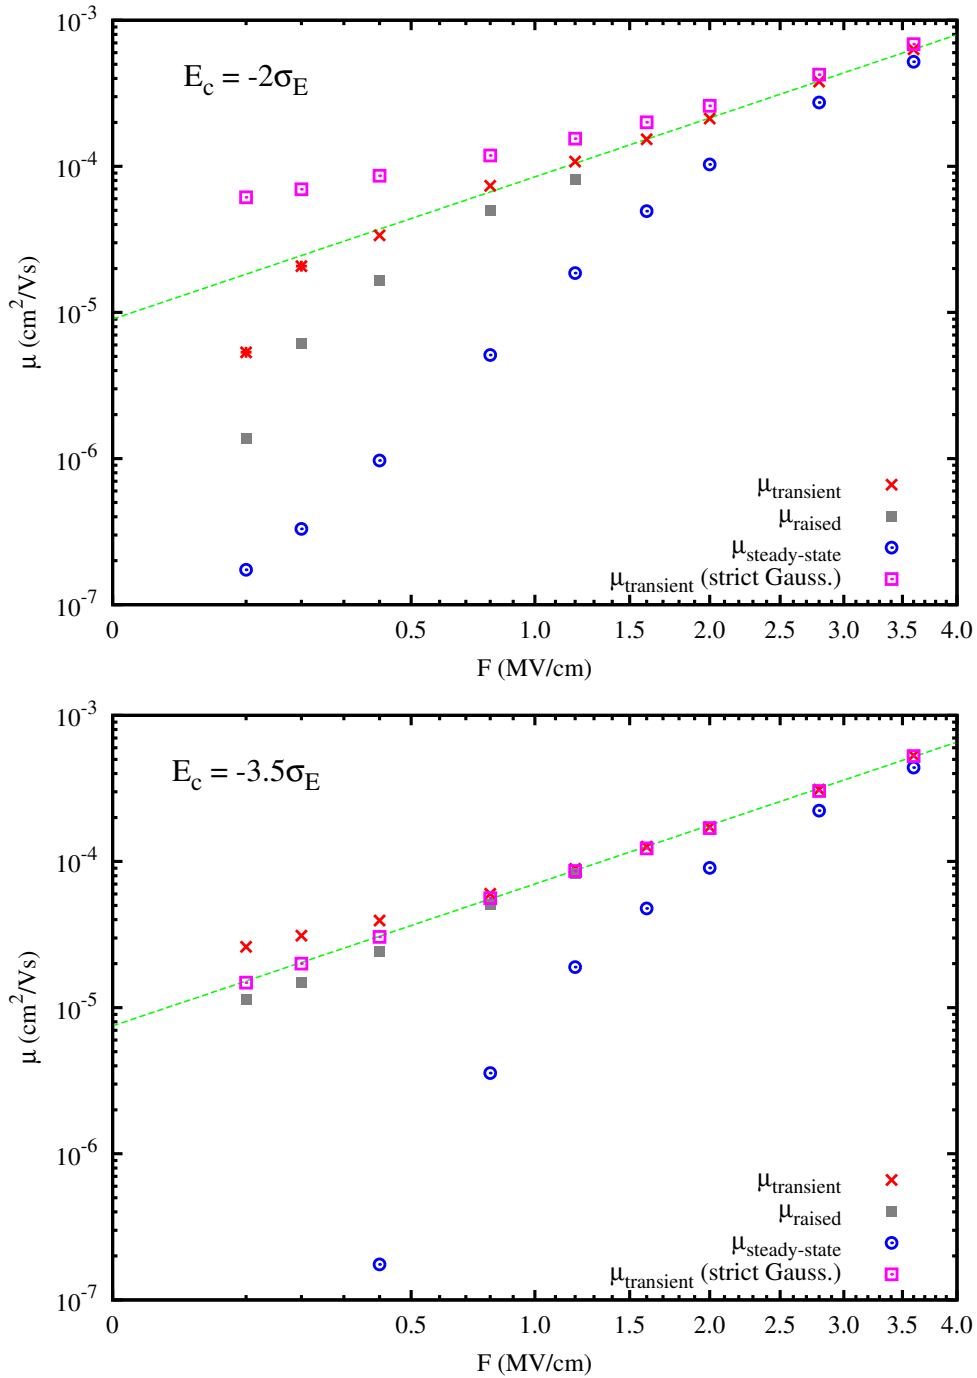 10⁻³
E_c = -2σ_E
10⁻⁴
10⁻⁵
μ (cm²/Vs)
10⁻⁶
μ_transient
μ_raised
μ_steady-state
μ_transient (strict Gauss.)
10⁻⁷
0 0.5 1.0 1.5 2.0 2.5 3.0 3.5 4.0
F (MV/cm)
10⁻³
E_c = -3.5σ_E
10⁻⁴
10⁻⁵
μ (cm²/Vs)
10⁻⁶
μ_transient
μ_raised
μ_steady-state
μ_transient (strict Gauss.)
10⁻⁷
0 0.5 1.0 1.5 2.0 2.5 3.0 3.5 4.0
F (MV/cm)